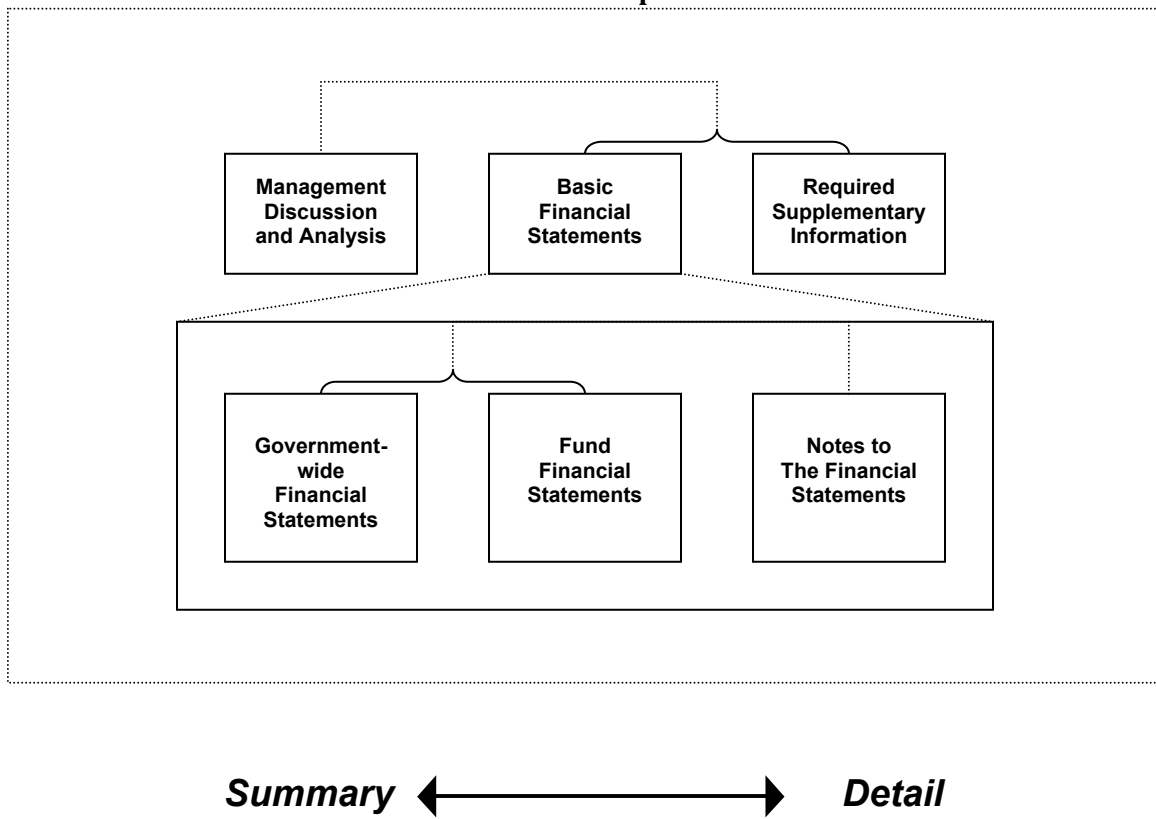 Management
Discussion
and Analysis
Basic
Financial
Statements
Required
Supplementary
Information
Government-
wide
Financial
Statements
Fund
Financial
Statements
Notes to
The Financial
Statements
Summary
Detail